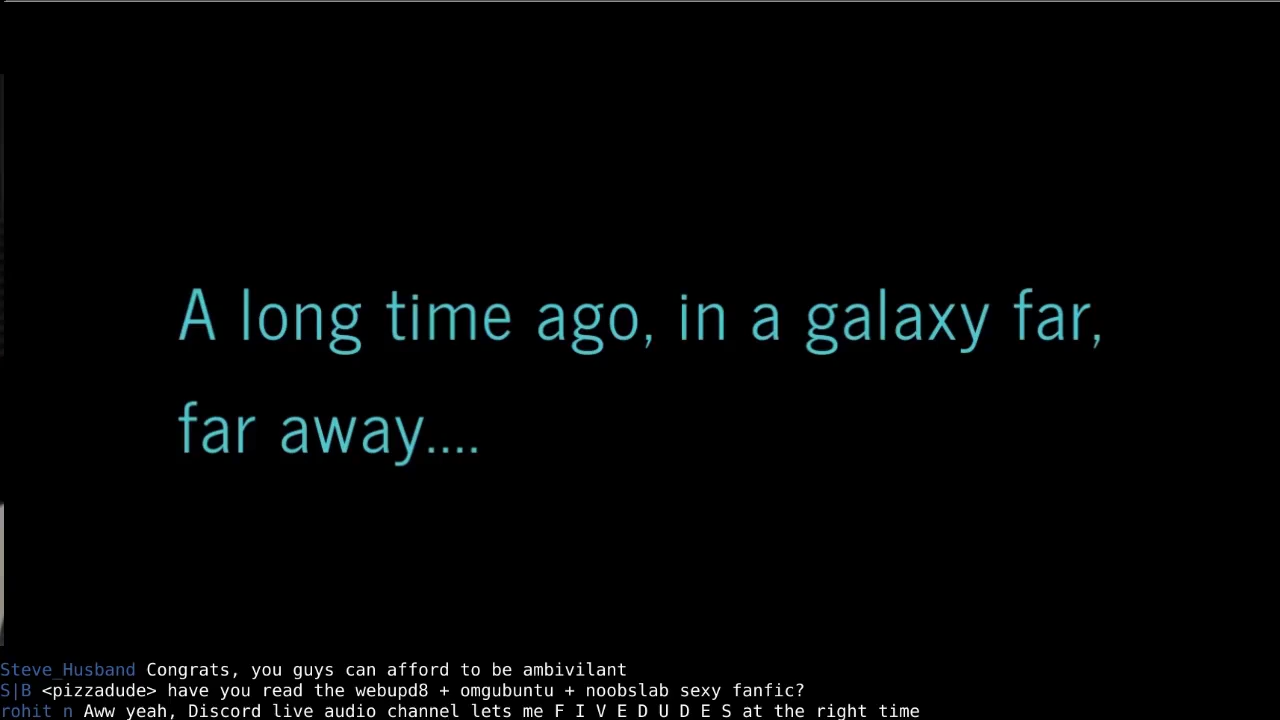 A long time ago, in a galaxy far,
far away....
Steve_Husband Congrats, you guys can afford to be ambivilant
S|B <pizzadude> have you read the webupd8 + omgubuntu + noobslab sexy fanfic?
rohit n Aww yeah, Discord live audio channel lets me F I V E D U D E S at the right time